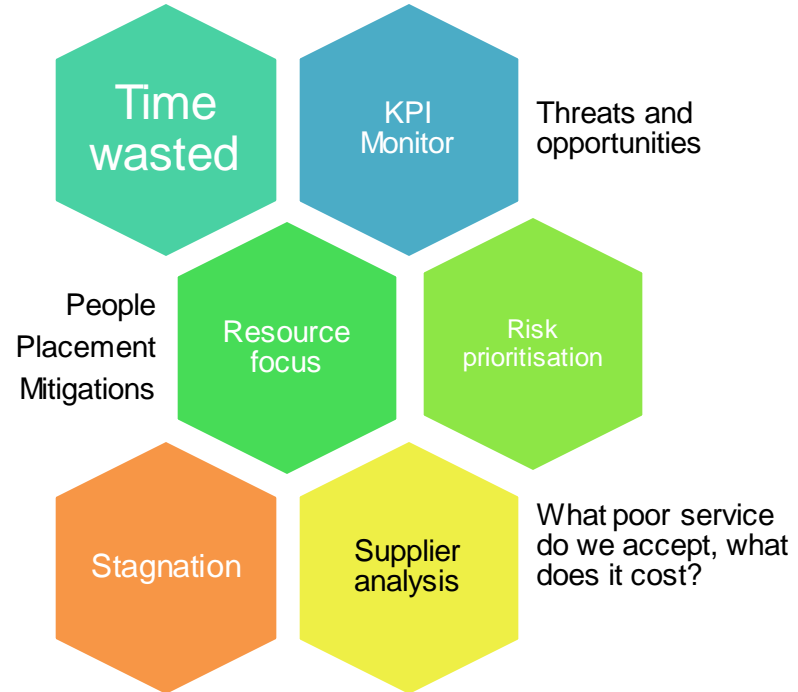 Time
wasted
KPI
Monitor
Threats and
opportunities
People
Placement
Mitigations
Resource
focus
Risk
prioritisation
Stagnation
Supplier
analysis
What poor service
do we accept, what
does it cost?